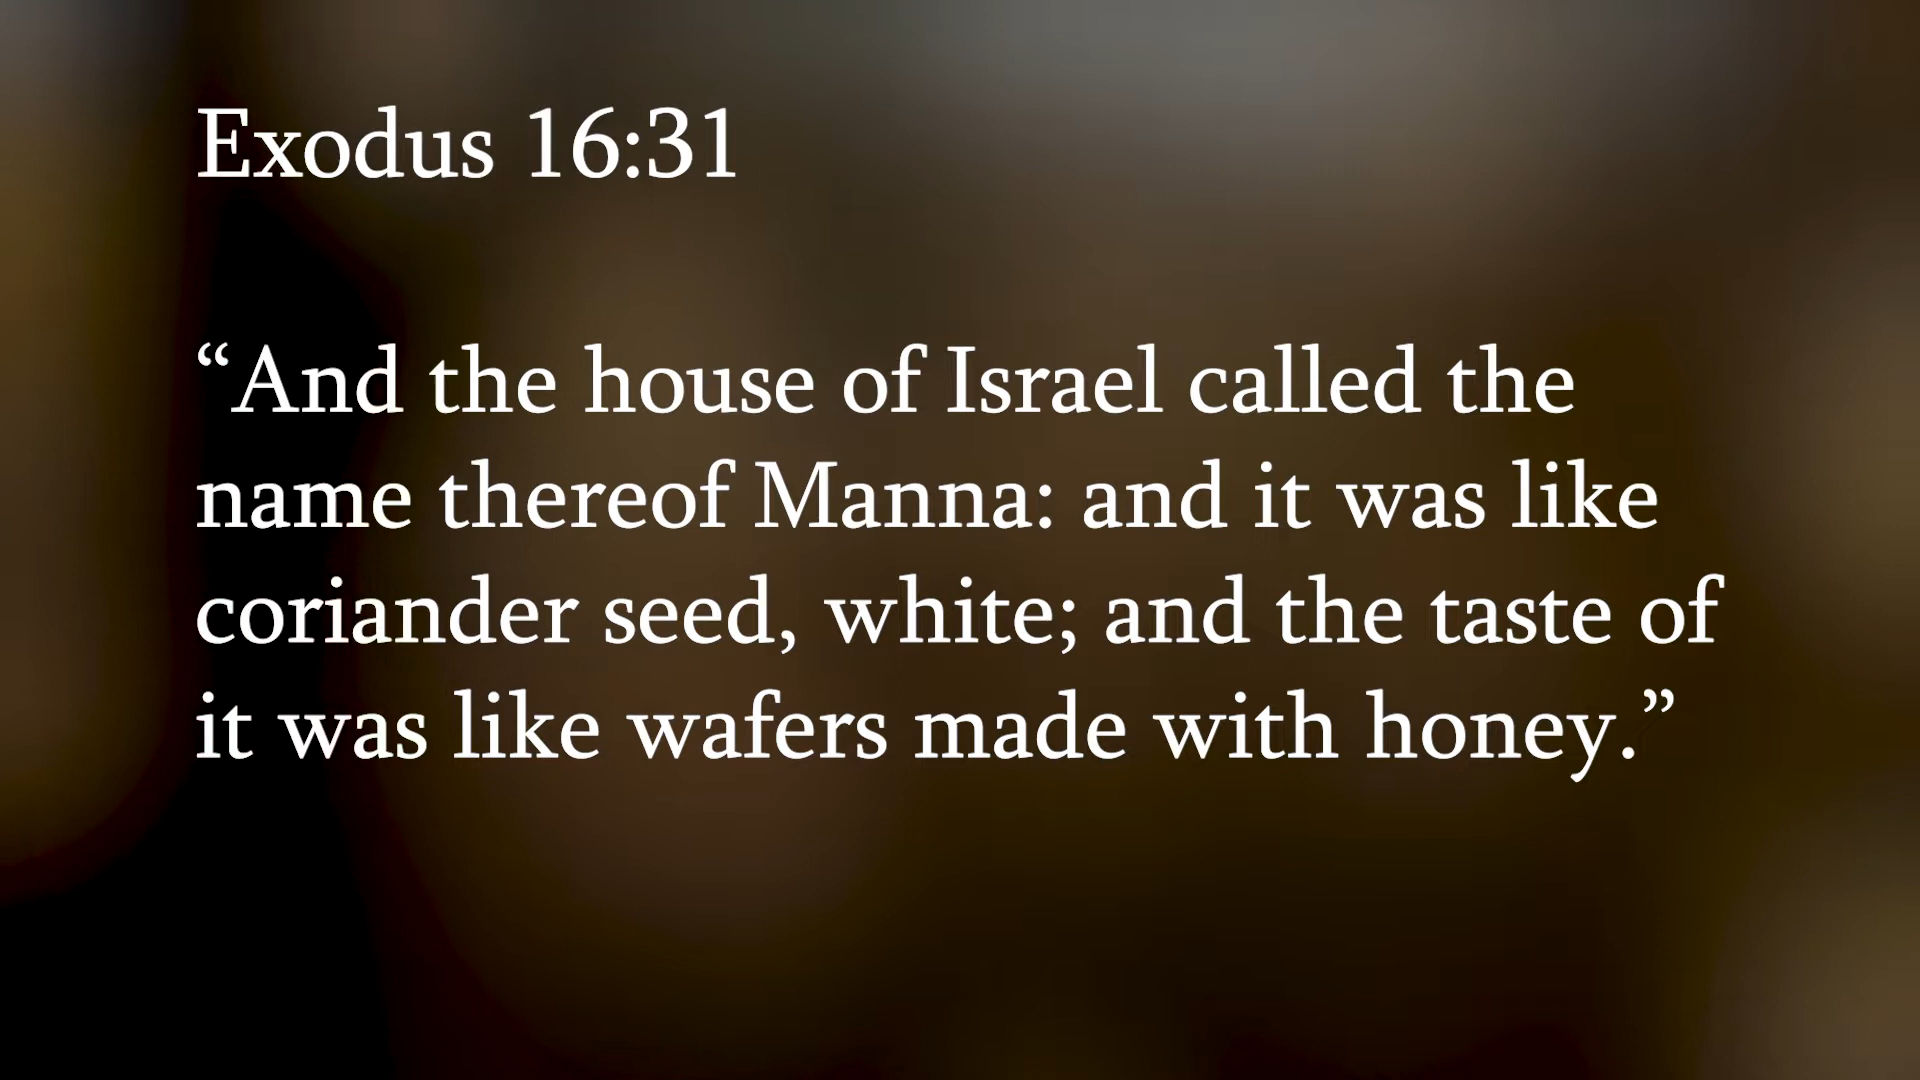 Exodus 16:31
“And the house of Israel called the
name thereof Manna: and it was like
coriander seed, white; and the taste of
it was like wafers made with honey.”